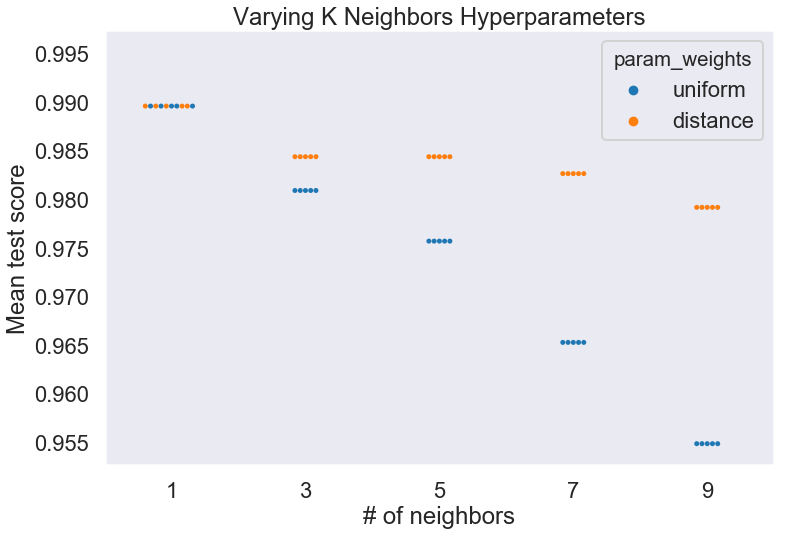 Varying K Neighbors Hyperparameters
param_weights
uniform
distance
Mean test score
0.995
0.990
0.985
0.980
0.975
0.970
0.965
0.960
0.955
1 3 5 7 9
# of neighbors